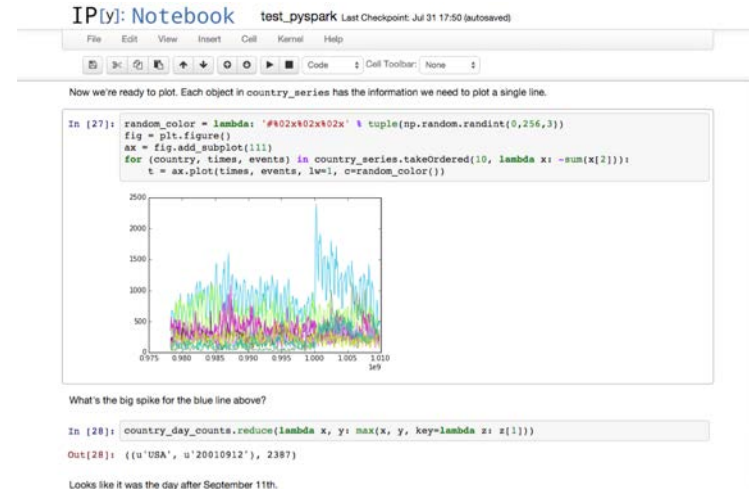 IP[y]: Notebook test_pyspark Last Checkpoint: Jul 31 17:50 (autosaved)
File Edit View Insert Cell Kernel Help
Code Cell Toolbar: None
Now we're ready to plot. Each object in country_series has the information we need to plot a single line.
In [27]: random_color = lambda: '#%02x%02x%02x' % tuple(np.random.randint(0,256,3))
fig = plt.figure()
ax = fig.add_subplot(111)
for (country, times, events) in country_series.takeOrdered(10, lambda x: -sum(x[2])):
t = ax.plot(times, events, lw=1, c=random_color())
2500
2000
1500
1000
500
0
0.975 0.980 0.985 0.990 0.995 1.000 1.005 1.010
1e9
What's the big spike for the blue line above?
In [28]: country_day_counts.reduce(lambda x, y: max(x, y, key=lambda z: z[1]))
Out[28]: ((u'USA', u'20010912'), 2387)
Looks like it was the day after September 11th.